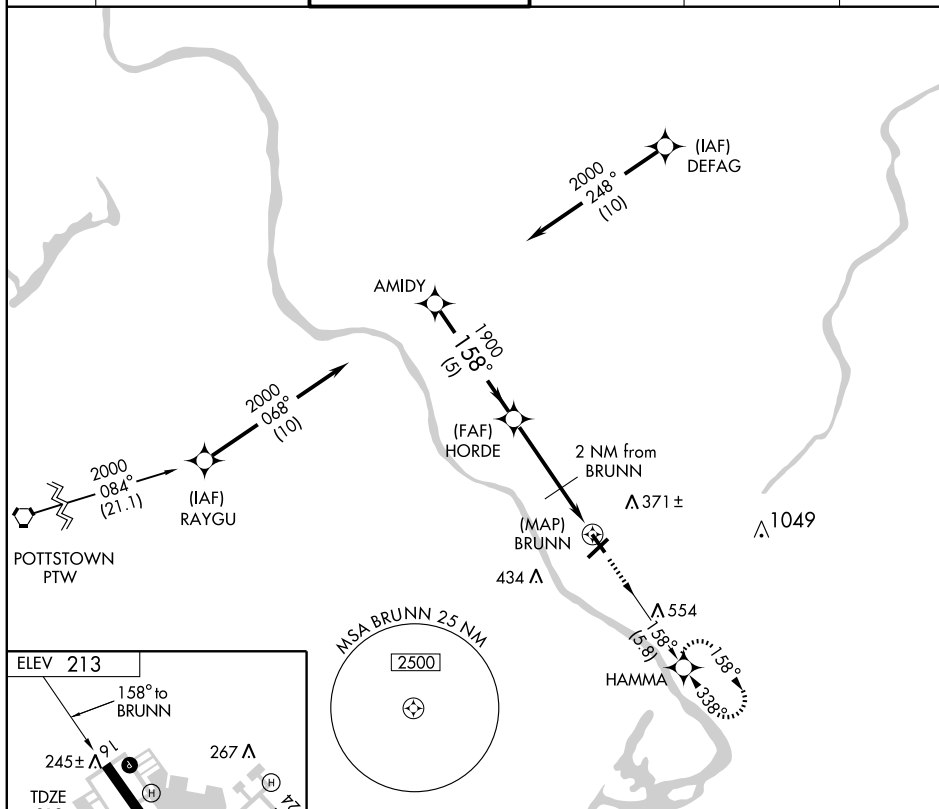 (IAF)
DEFAG
2000
248°
(10)
AMIDY
1900
158°
(5)
2000
068°
(10)
(FAF)
HORDE
2 NM from
BRUNN
371±
1049
2000
084°
(21.1)
(IAF)
RAYGU
(MAP)
BRUNN
POTTSTOWN
PTW
434
554
158°
(5.8)
HAMMA
158°
338°
MSA BRUNN 25 NM
2500
ELEV 213
158° to
BRUNN
16
P
245±
267
H
H
24
TDZE